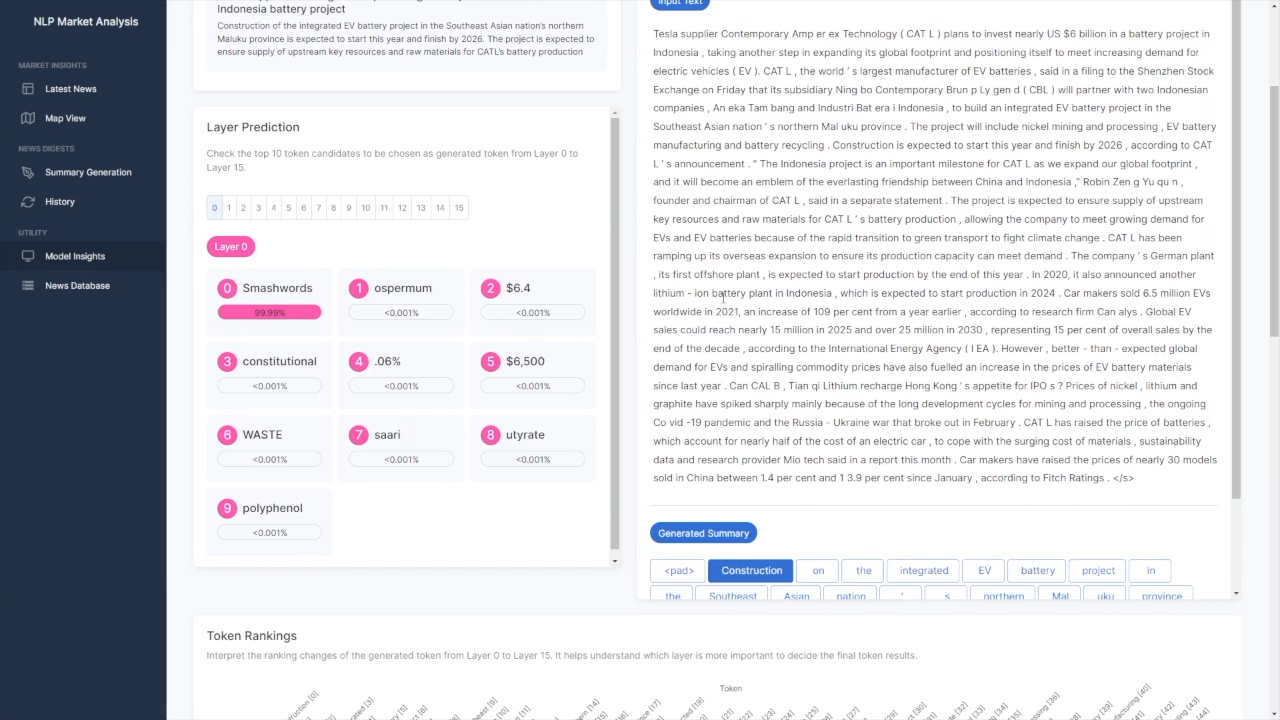 NLP Market Analysis
MARKET INSIGHTS
Latest News
Map View
NEWS DIGESTS
Summary Generation
History
UTILITY
Model Insights
News Database
Indonesia battery project
Construction of the integrated EV battery project in the Southeast Asian nation's northern
Maluku province is expected to start this year and finish by 2026. The project is expected to
ensure supply of upstream key resources and raw materials for CATL's battery production
Layer Prediction
Check the top 10 token candidates to be chosen as generated token from Layer 0 to
Layer 15.
0 1 2 3 4 5 6 7 8 9 10 11 12 13 14 15
Layer 0
0 Smashwords
99.99%
1 ospermum
<0.001%
2 $6.4
<0.001%
3 constitutional
<0.001%
4 .06%
<0.001%
5 $6,500
<0.001%
6 WASTE
<0.001%
7 saari
<0.001%
8 utyrate
<0.001%
9 polyphenol
<0.001%
Input Text
Tesla supplier Contemporary Amp er ex Technology ( CAT L ) plans to invest nearly US $6 billion in a battery project in
Indonesia , taking another step in expanding its global footprint and positioning itself to meet increasing demand for
electric vehicles ( EV ). CAT L , the world ' s largest manufacturer of EV batteries , said in a filing to the Shenzhen Stock
Exchange on Friday that its subsidiary Ning bo Contemporary Brun p Ly gen d ( CBL ) will partner with two Indonesian
companies , An eka Tam bang and Industri Bat era i Indonesia , to build an integrated EV battery project in the
Southeast Asian nation ' s northern Mal uku province . The project will include nickel mining and processing , EV battery
manufacturing and battery recycling . Construction is expected to start this year and finish by 2026 , according to CAT
L ' s announcement . " The Indonesia project is an important milestone for CAT L as we expand our global footprint ,
and it will become an emblem of the everlasting friendship between China and Indonesia ," Robin Zen g Yu qu n ,
founder and chairman of CAT L , said in a separate statement . The project is expected to ensure supply of upstream
key resources and raw materials for CAT L ' s battery production , allowing the company to meet growing demand for
EVs and EV batteries because of the rapid transition to green transport to fight climate change . CAT L has been
ramping up its overseas expansion to ensure its production capacity can meet demand . The company ' s German plant
, its first offshore plant , is expected to start production by the end of this year . In 2020, it also announced another
lithium - ion battery plant in Indonesia , which is expected to start production in 2024 . Car makers sold 6.5 million EVs
worldwide in 2021, an increase of 109 per cent from a year earlier , according to research firm Can alys . Global EV
sales could reach nearly 15 million in 2025 and over 25 million in 2030 , representing 15 per cent of overall sales by the
end of the decade , according to the International Energy Agency ( I EA ). However , better - than - expected global
demand for EVs and spiralling commodity prices have also fuelled an increase in the prices of EV battery materials
since last year . Can CAL B , Tian qi Lithium recharge Hong Kong ' s appetite for IPO s ? Prices of nickel , lithium and
graphite have spiked sharply mainly because of the long development cycles for mining and processing , the ongoing
Co vid -19 pandemic and the Russia - Ukraine war that broke out in February . CAT L has raised the price of batteries ,
which account for nearly half of the cost of an electric car , to cope with the surging cost of materials , sustainability
data and research provider Mio tech said in a report this month . Car makers have raised the prices of nearly 30 models
sold in China between 1.4 per cent and 1 3.9 per cent since January , according to Fitch Ratings . </s>
Generated Summary
<pad> Construction on the integrated EV battery project in
the Southeast Asian nation ' s northern Mal uku province
Token Rankings
Interpret the ranking changes of the generated token from Layer 0 to Layer 15. It helps understand which layer is more important to decide the final token results.
Token